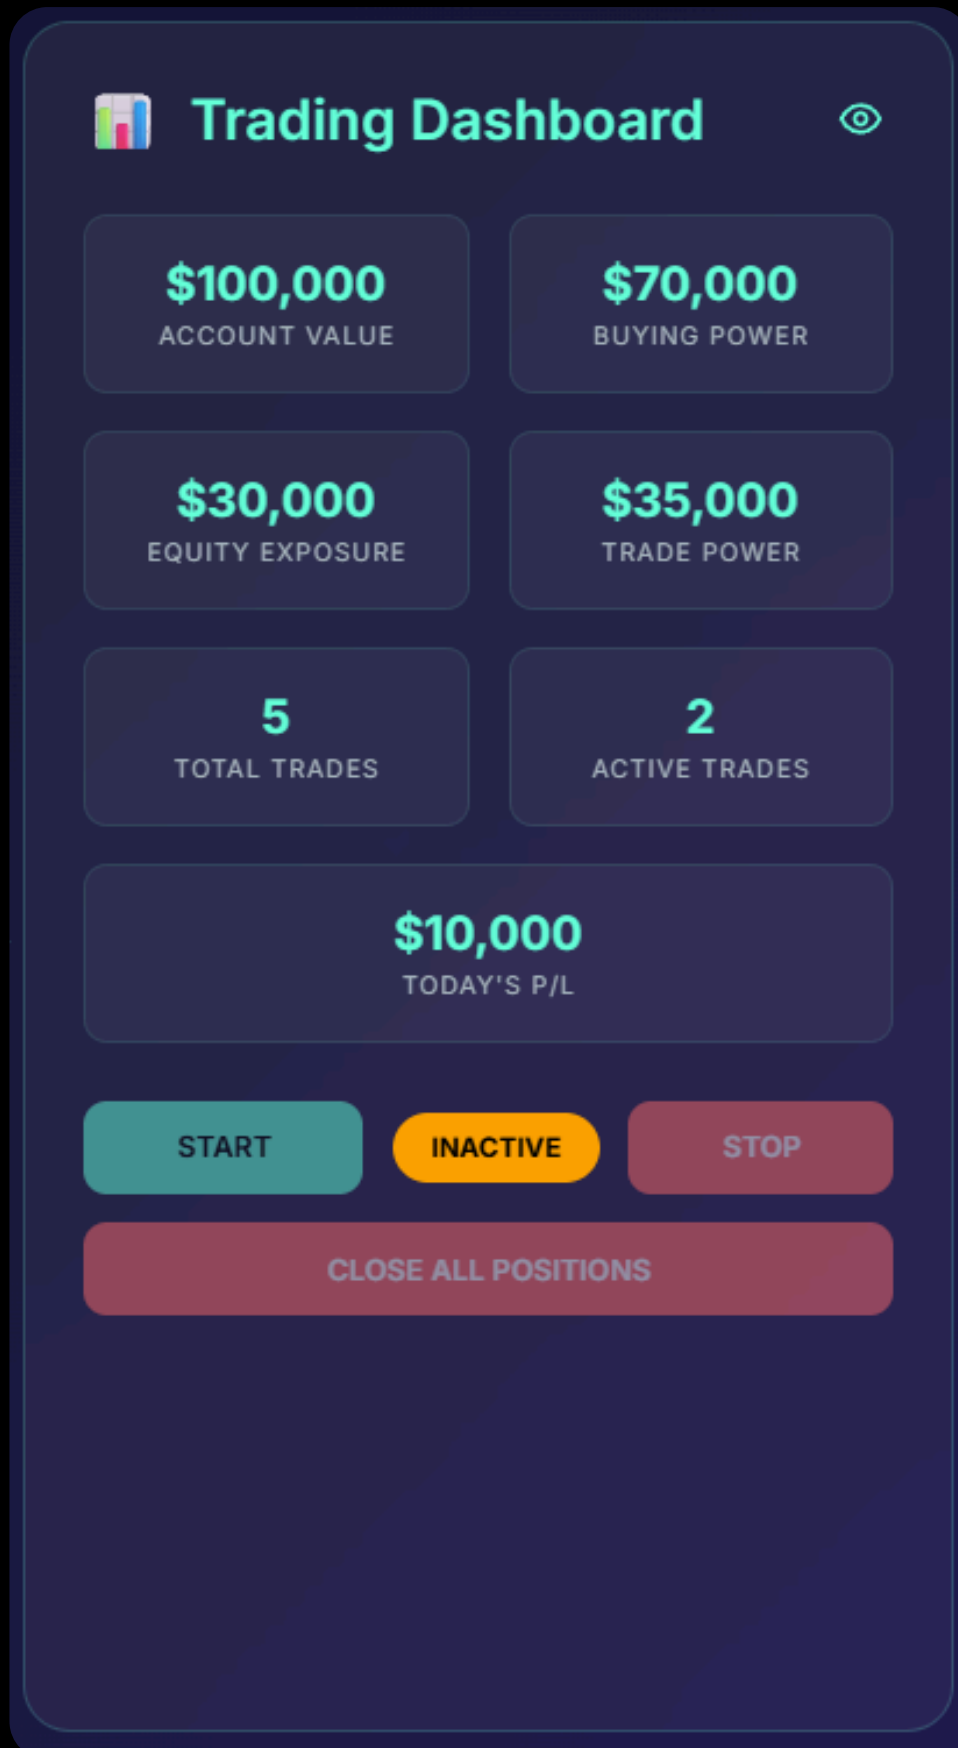 Trading Dashboard
$100,000
ACCOUNT VALUE
$70,000
BUYING POWER
$30,000
EQUITY EXPOSURE
$35,000
TRADE POWER
5
TOTAL TRADES
2
ACTIVE TRADES
$10,000
TODAY'S P/L
START
INACTIVE
STOP
CLOSE ALL POSITIONS